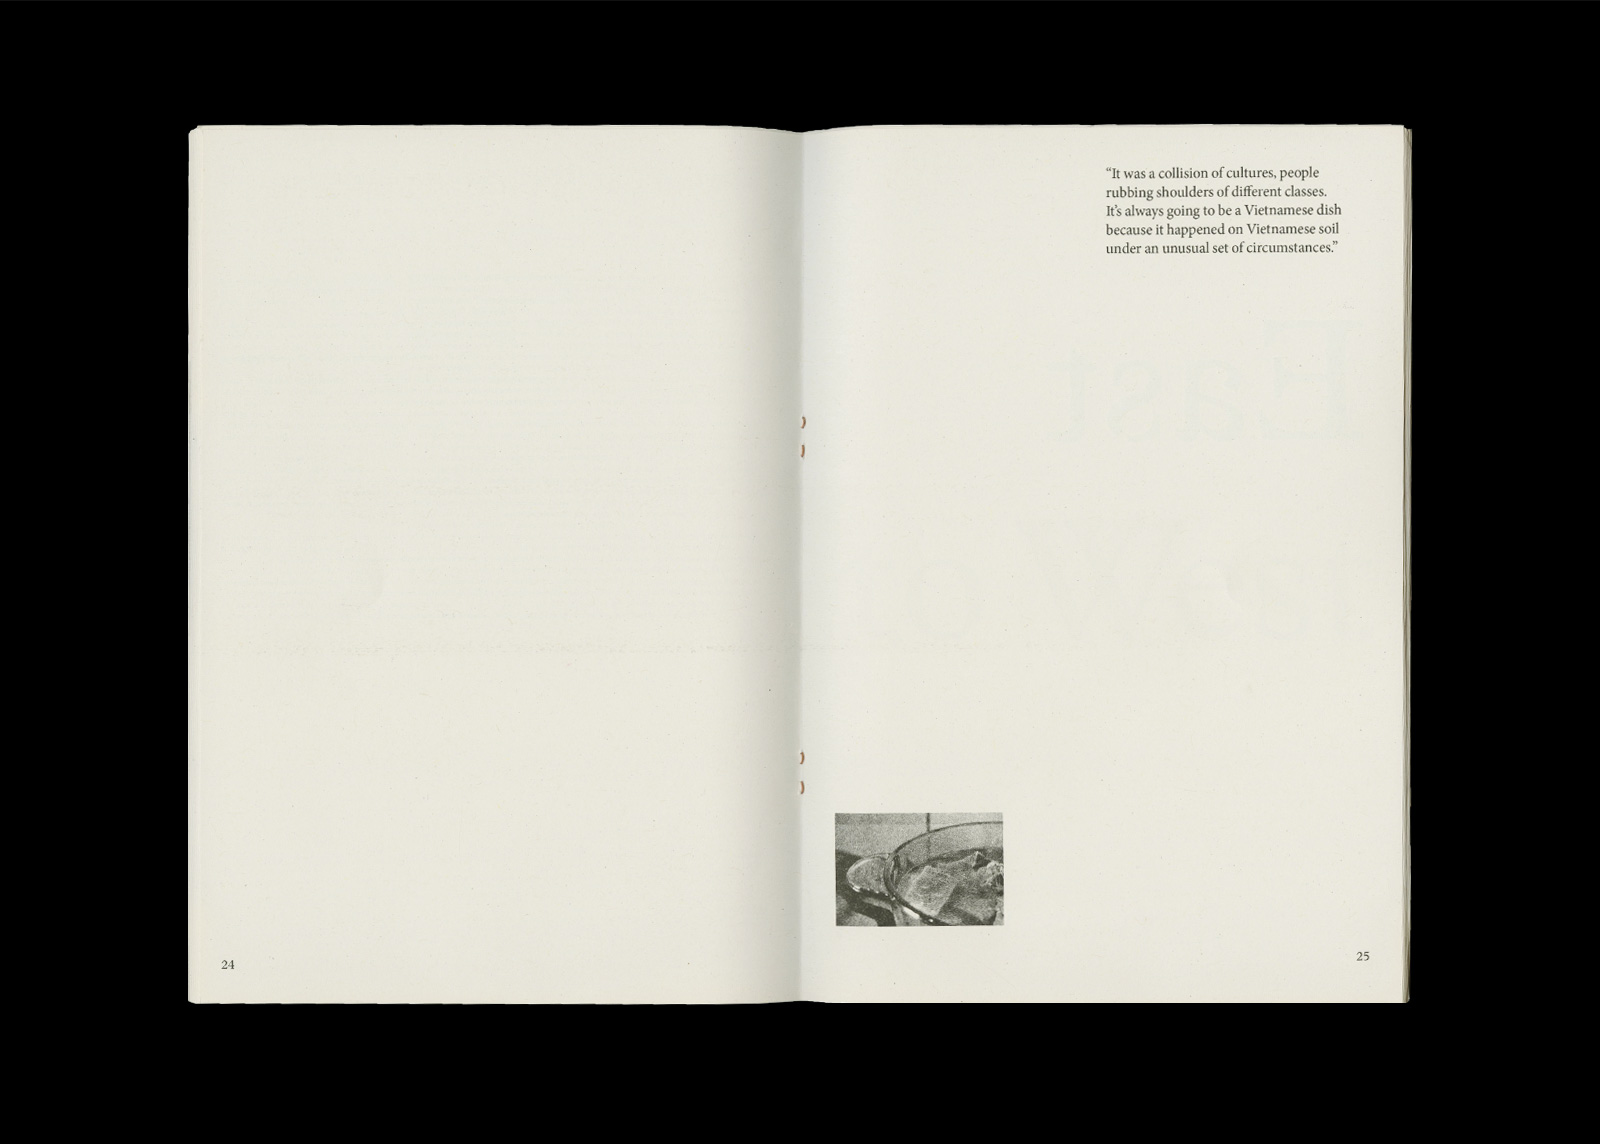 “It was a collision of cultures, people
rubbing shoulders of different classes.
It’s always going to be a Vietnamese dish
because it happened on Vietnamese soil
under an unusual set of circumstances.”
East
24
25